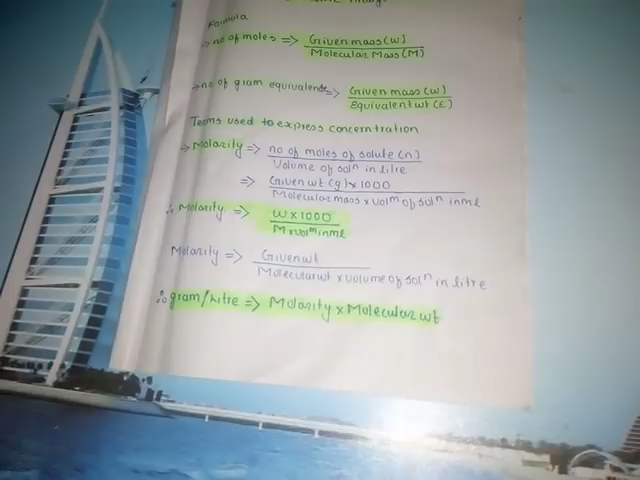 Formula
→ no of moles => Given mass (W) / Molecular Mass (M)
→ no of gram equivalents => Given mass (W) / Equivalent wt (E)
Terms used to express concentration
→ Molarity => no of moles of solute (n) / Volume of solⁿ in litre
=> Given wt (g) x 1000 / Molecular mass x volᵐ of solⁿ in ml
∴ Molarity => W x 1000 / M x volᵐ in ml
Molarity => Given wt / Molecular wt x volume of solⁿ in litre
∴ gram/Litre => Molarity x Molecular wt